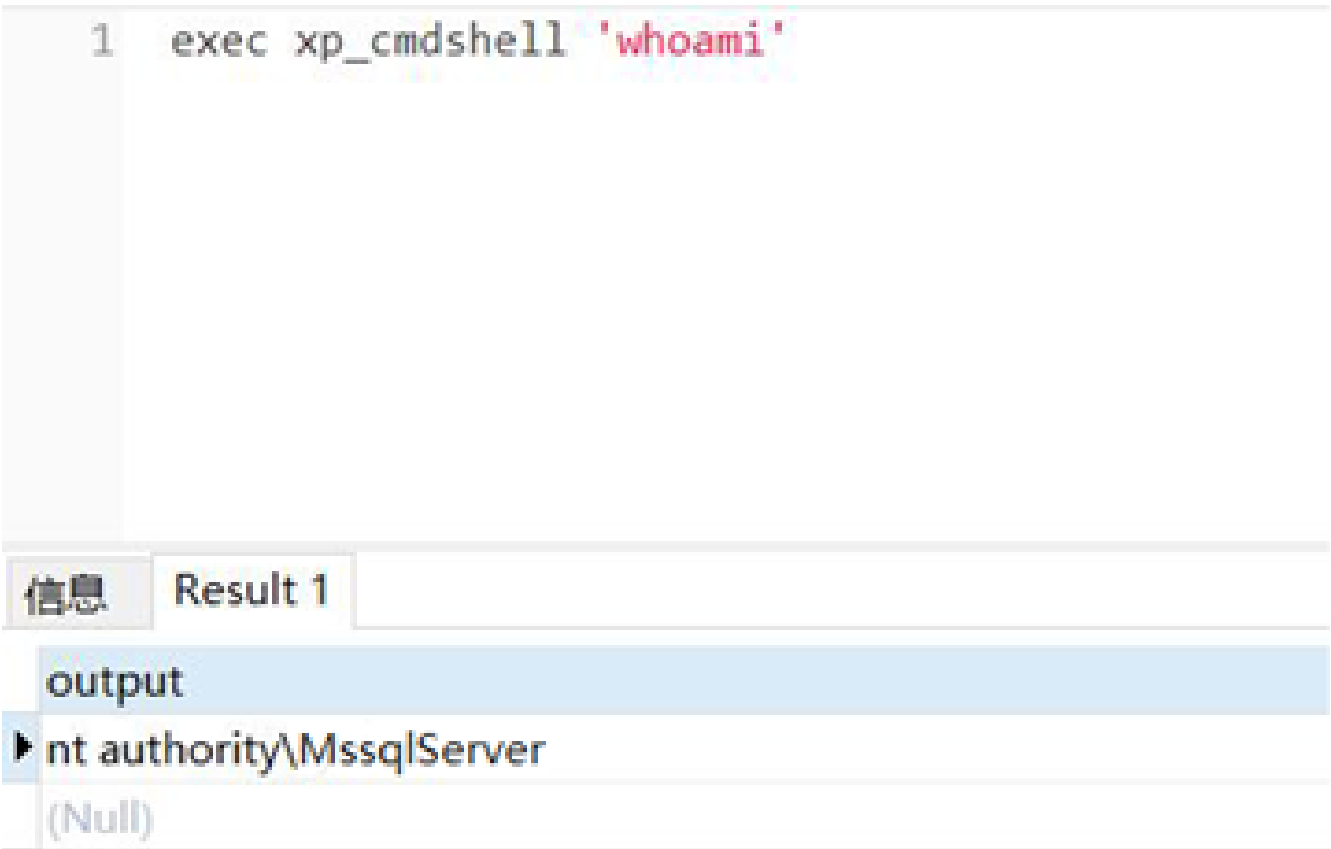 1 exec xp_cmdshell 'whoami'
信息 Result 1
output
nt authority\MssqlServer
(Null)